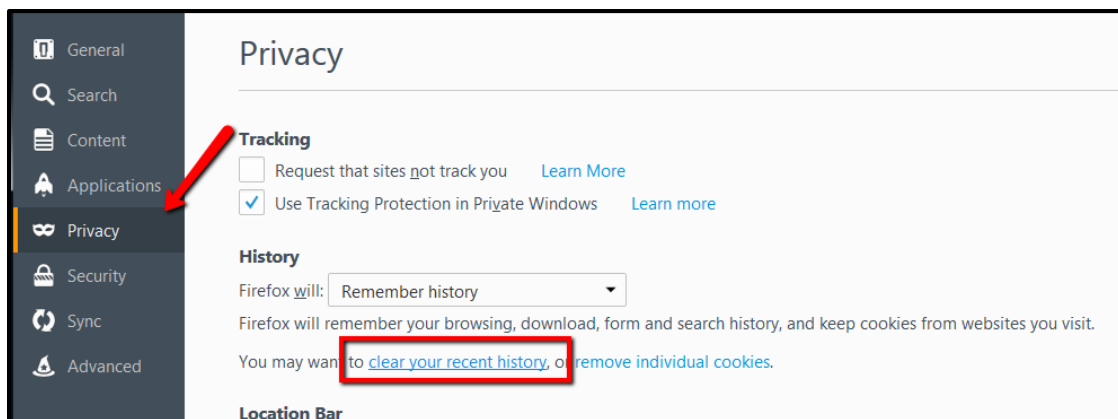 General
Search
Content
Applications
Privacy
Security
Sync
Advanced
Privacy
Tracking
Request that sites not track you Learn More
Use Tracking Protection in Private Windows Learn more
History
Firefox will: Remember history
Firefox will remember your browsing, download, form and search history, and keep cookies from websites you visit.
You may want to clear your recent history, or remove individual cookies.
Location Bar